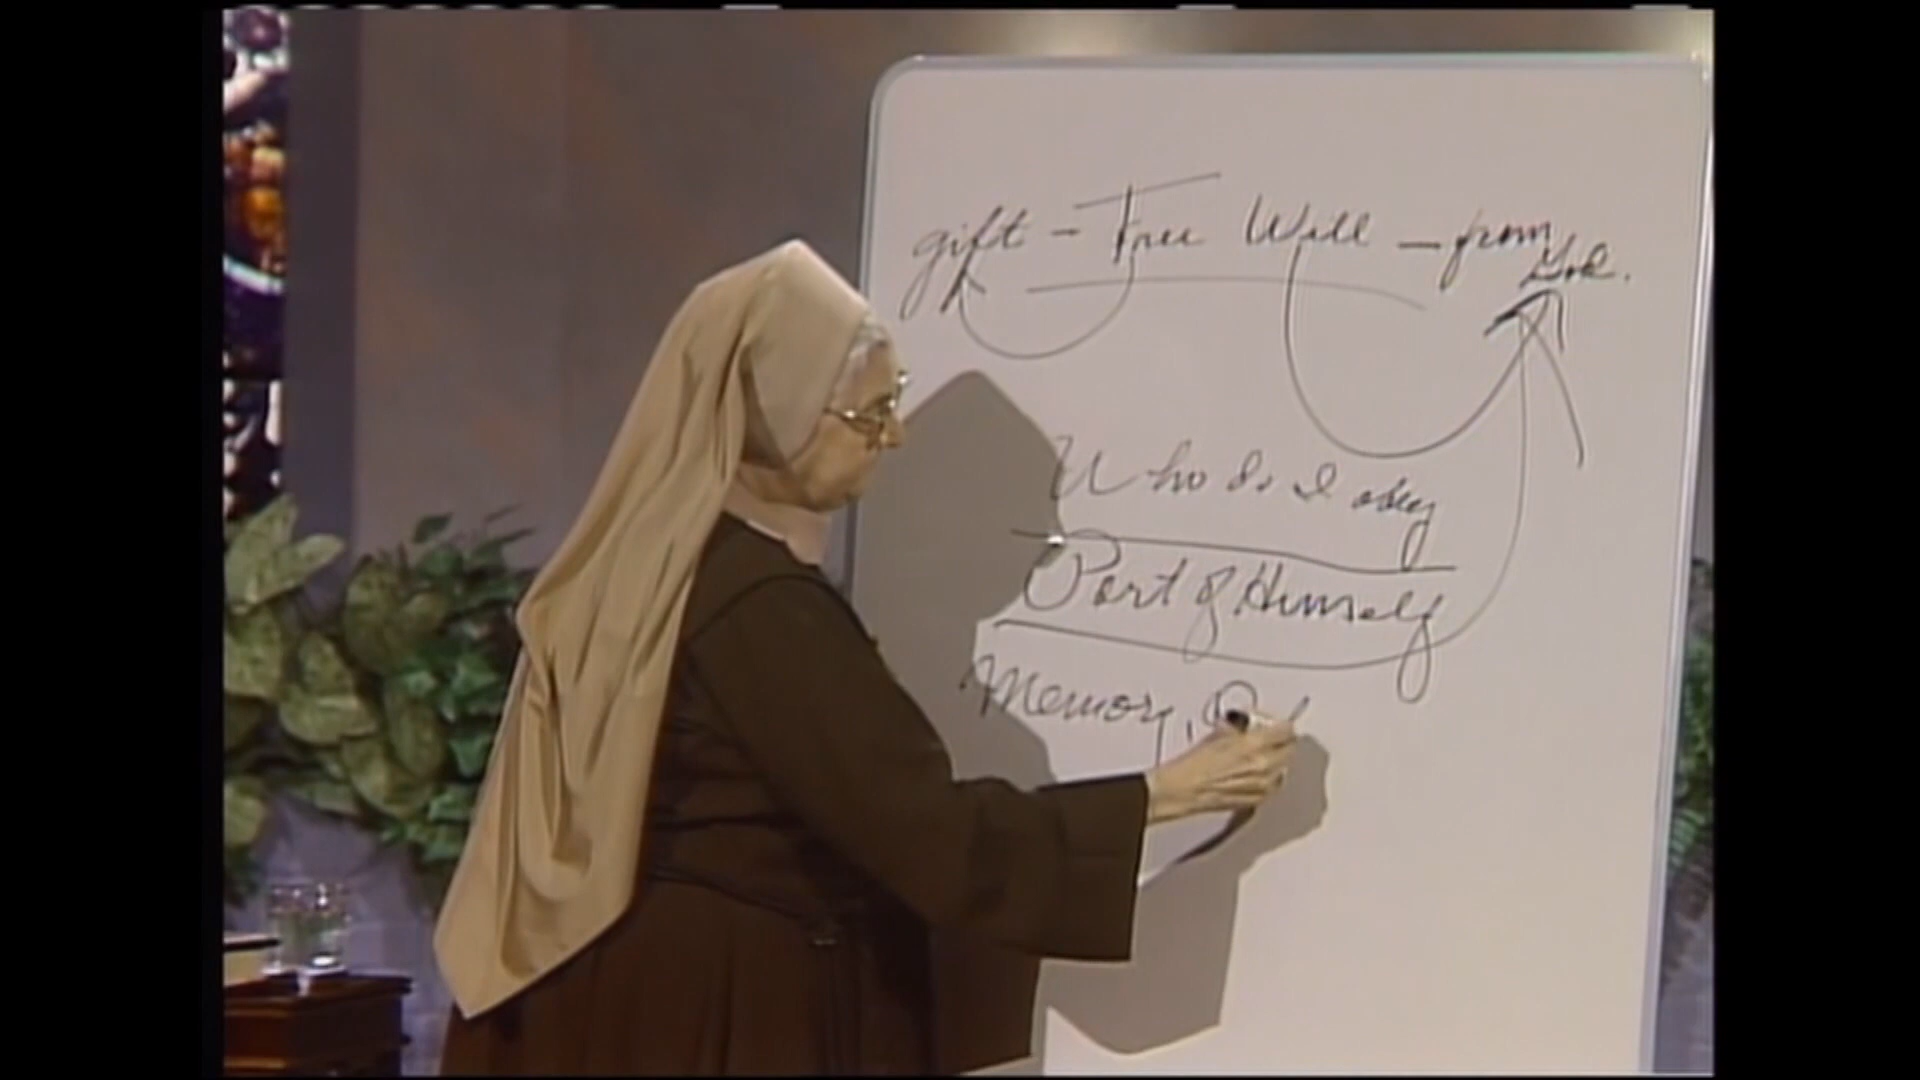 gift - Free Will - from God.
Who do I obey
Part of Himself
Memory,